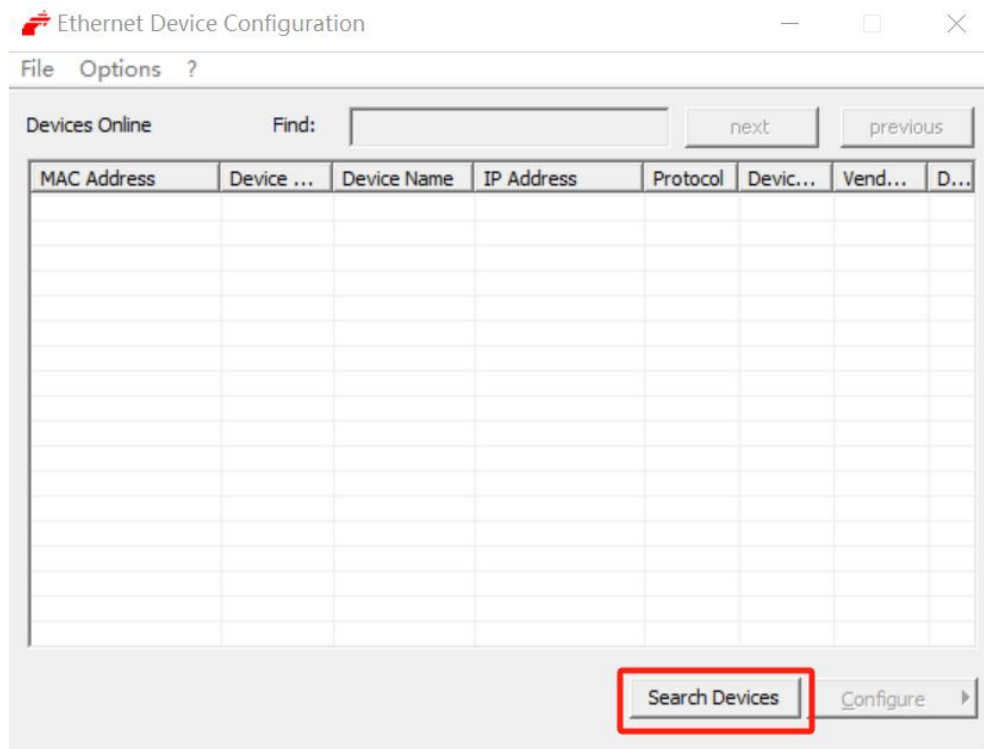 Ethernet Device Configuration
File Options ?
Devices Online Find: next previous
MAC Address Device ... Device Name IP Address Protocol Devic... Vend... D...
Search Devices Configure